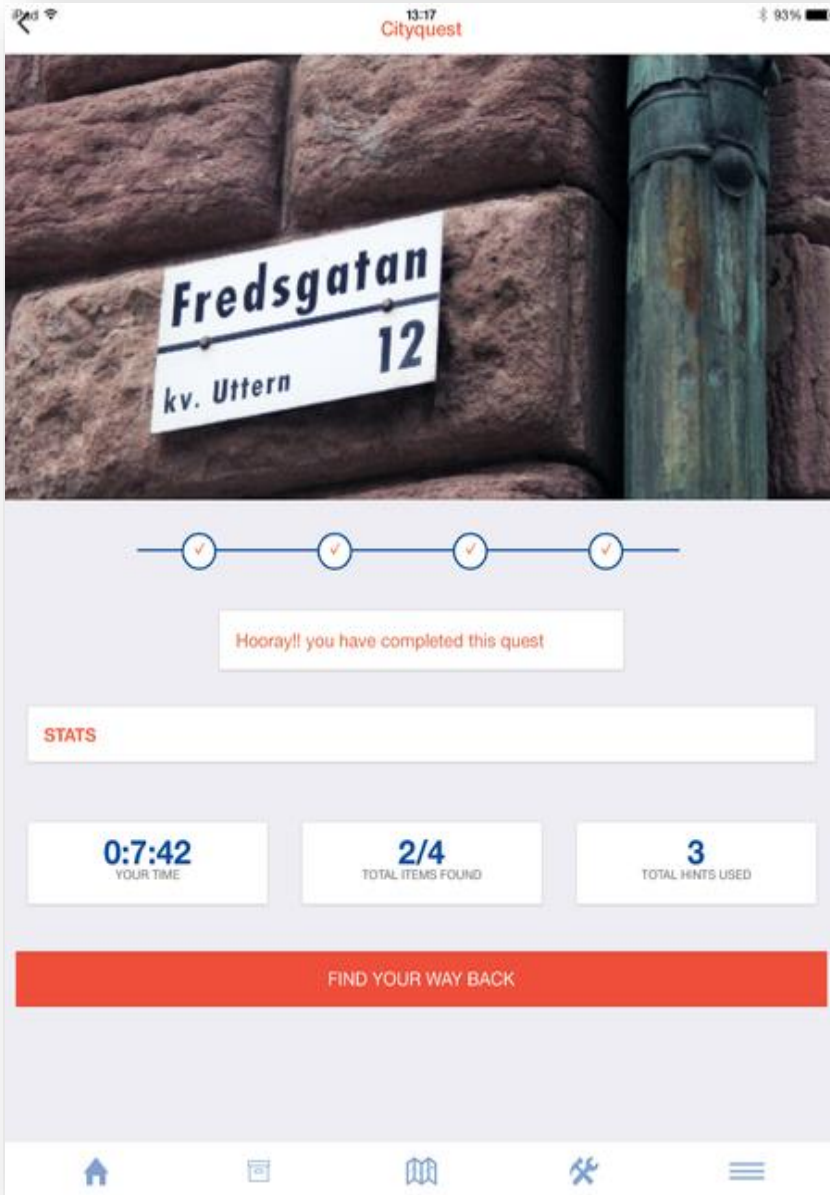 iPad
13:17
93%
Cityquest
Fredsgatan
12
kv. Uttern
Hooray!! you have completed this quest
STATS
0:7:42
YOUR TIME
2/4
TOTAL ITEMS FOUND
3
TOTAL HINTS USED
FIND YOUR WAY BACK